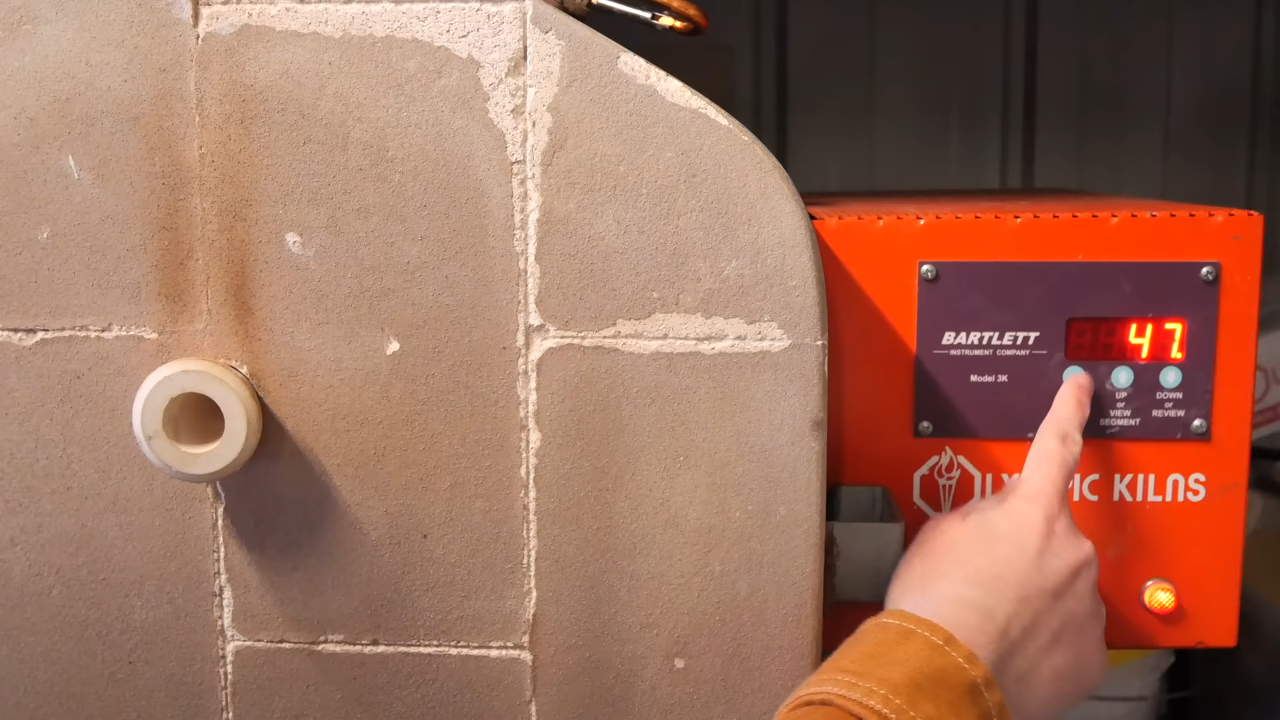 47.
BARTLETT
INSTRUMENT COMPANY
Model 3K
UP
or
VIEW
SEGMENT
DOWN
or
REVIEW
KILNS